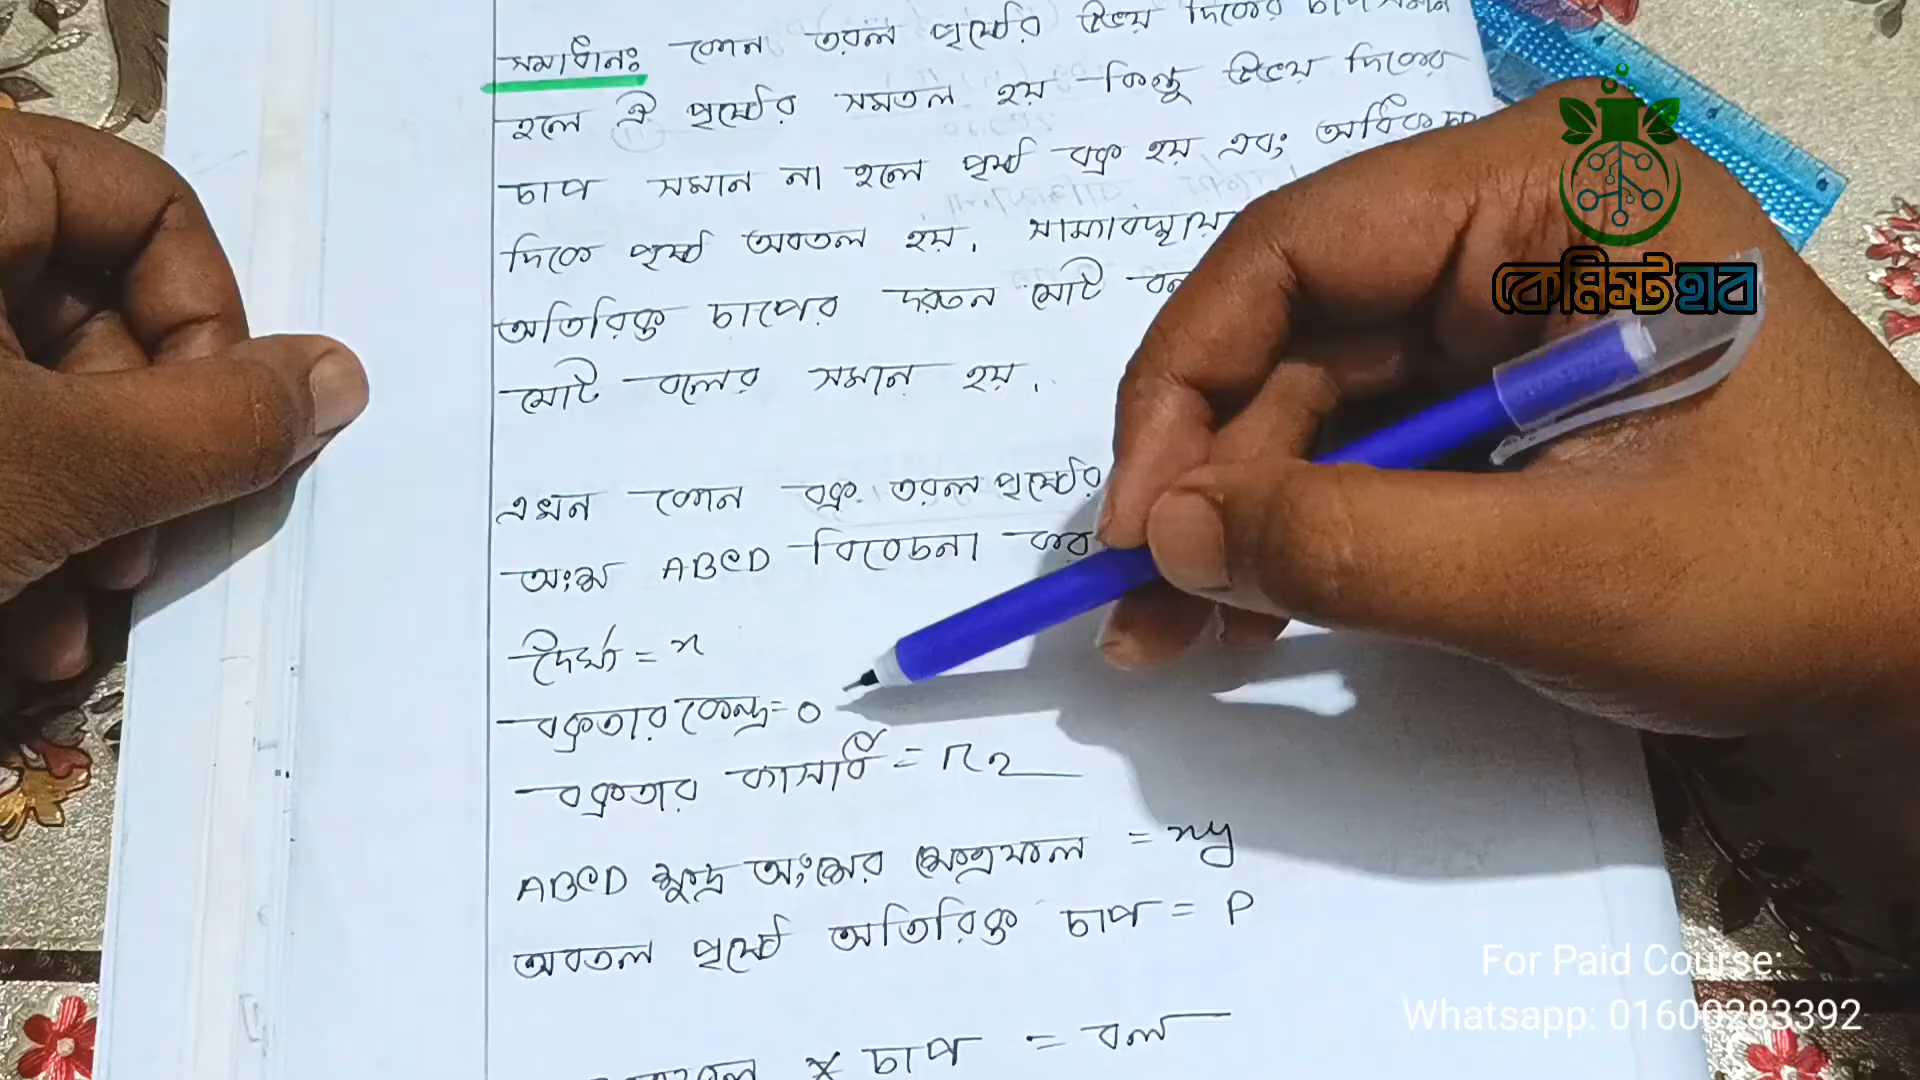 সমাধানঃ কোন তরল পৃষ্ঠের উভয় দিকের চাপ সমান
হলে ঐ পৃষ্ঠের সমতল হয় কিন্তু উভয় দিকের
চাপ সমান না হলে পৃষ্ঠ বক্র হয় এবং অধিক
দিকে পৃষ্ঠ অবতল হয়। সাম্যাবস্থায়
অতিরিক্ত চাপের দরুন মোট বল
মোট বলের সমান হয়।
এখন কোন বক্র তরল পৃষ্ঠের
অংশ ABCD বিবেচনা কর
দৈর্ঘ্য = x
বক্রতার কেন্দ্র = O
বক্রতার ব্যাসার্ধ = r2
ABCD ক্ষুদ্র অংশের ক্ষেত্রফল = xy
অবতল পৃষ্ঠে অতিরিক্ত চাপ = P
× চাপ = বল
কেমিস্ট হাব
For Paid Course:
Whatsapp: 01600283392